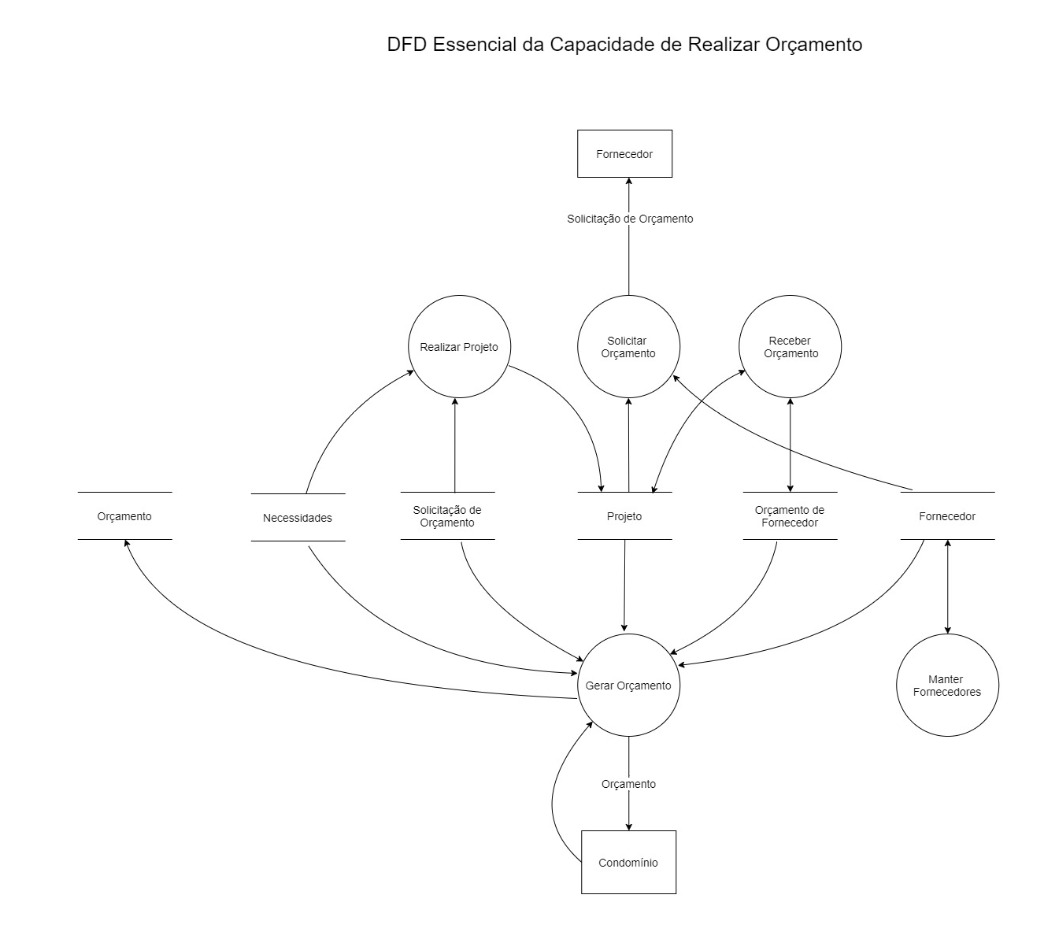 DFD Essencial da Capacidade de Realizar Orçamento
Fornecedor
Solicitação de Orçamento
Realizar Projeto
Solicitar
Orçamento
Receber
Orçamento
Orçamento
Necessidades
Solicitação de
Orçamento
Projeto
Orçamento de
Fornecedor
Fornecedor
Gerar Orçamento
Manter
Fornecedores
Orçamento
Condomínio